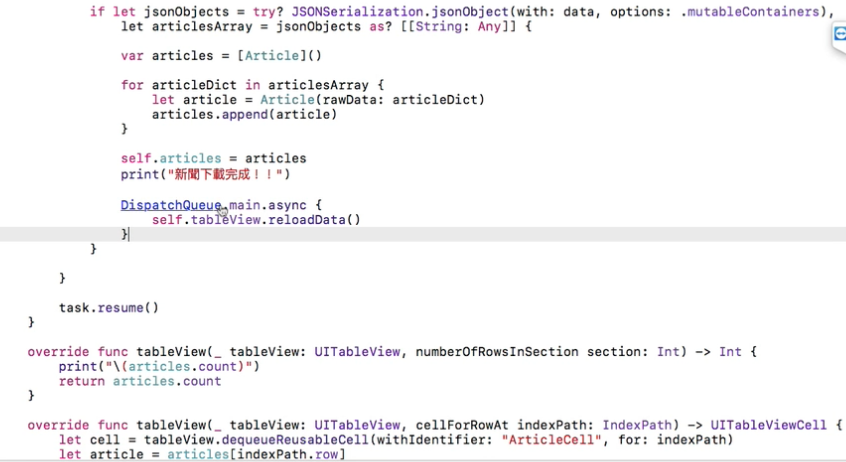 if let jsonObjects = try? JSONSerialization.jsonObject(with: data, options: .mutableContainers),
let articlesArray = jsonObjects as? [[String: Any]] {
var articles = [Article]()
for articleDict in articlesArray {
let article = Article(rawData: articleDict)
articles.append(article)
}
self.articles = articles
print("新聞下載完成！！")
DispatchQueue.main.async {
self.tableView.reloadData()
}
}
}
task.resume()
}
override func tableView(_ tableView: UITableView, numberOfRowsInSection section: Int) -> Int {
print("\(articles.count)")
return articles.count
}
override func tableView(_ tableView: UITableView, cellForRowAt indexPath: IndexPath) -> UITableViewCell {
let cell = tableView.dequeueReusableCell(withIdentifier: "ArticleCell", for: indexPath)
let article = articles[indexPath.row]